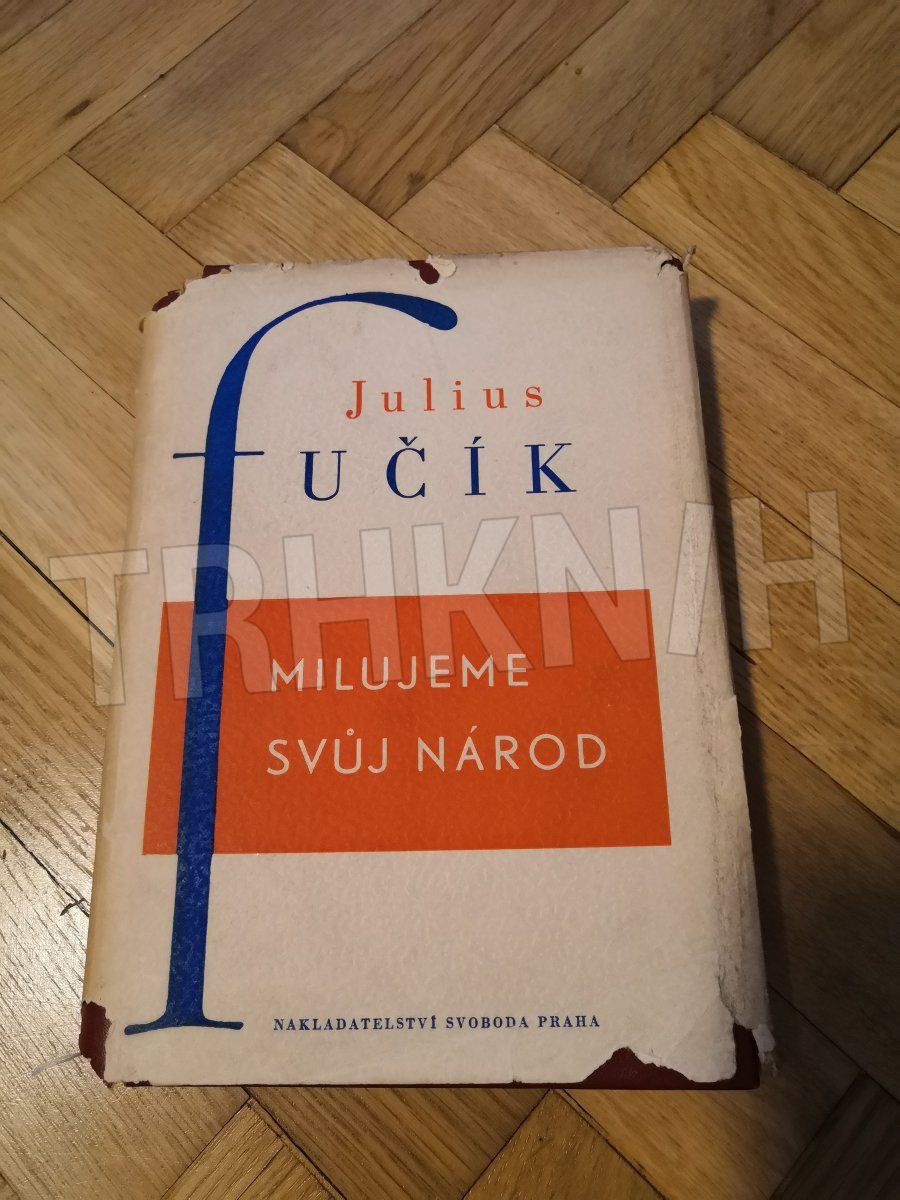 Julius
fUČÍK
MILUJEME
SVŮJ NÁROD
NAKLADATELSTVÍ SVOBODA PRAHA
TRHKNIH